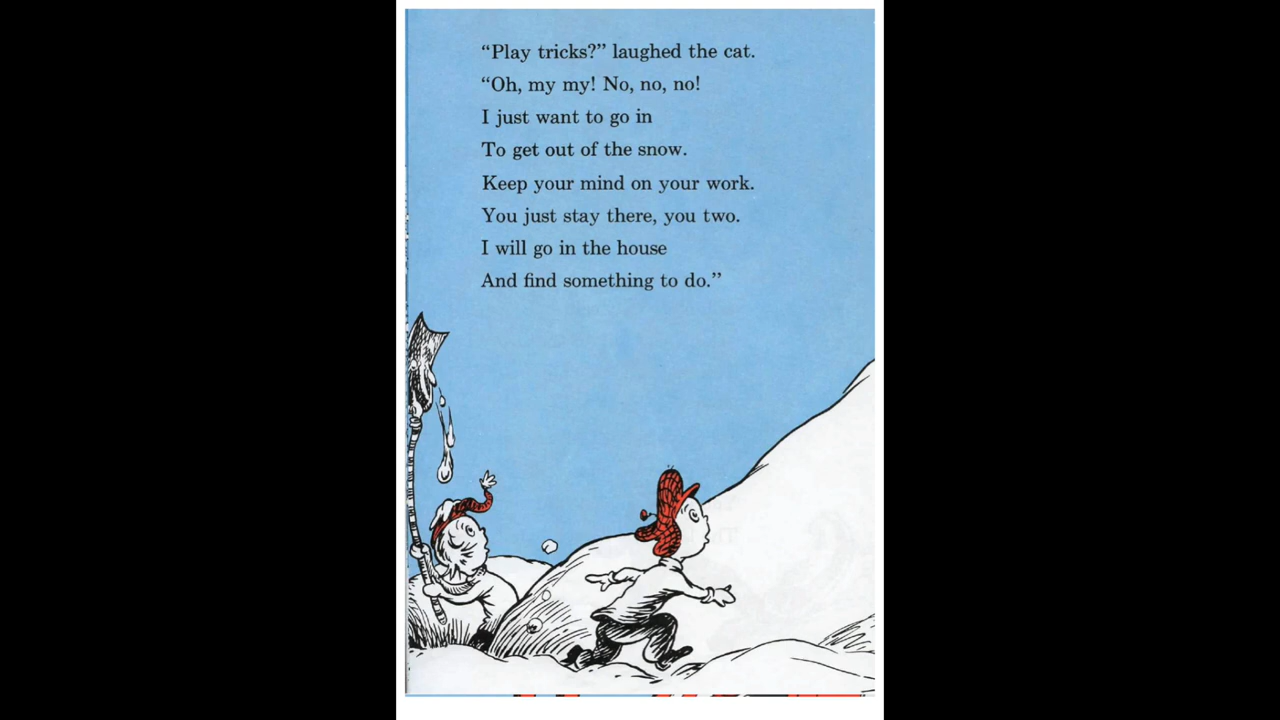 “Play tricks?” laughed the cat.
“Oh, my my! No, no, no!
I just want to go in
To get out of the snow.
Keep your mind on your work.
You just stay there, you two.
I will go in the house
And find something to do.”